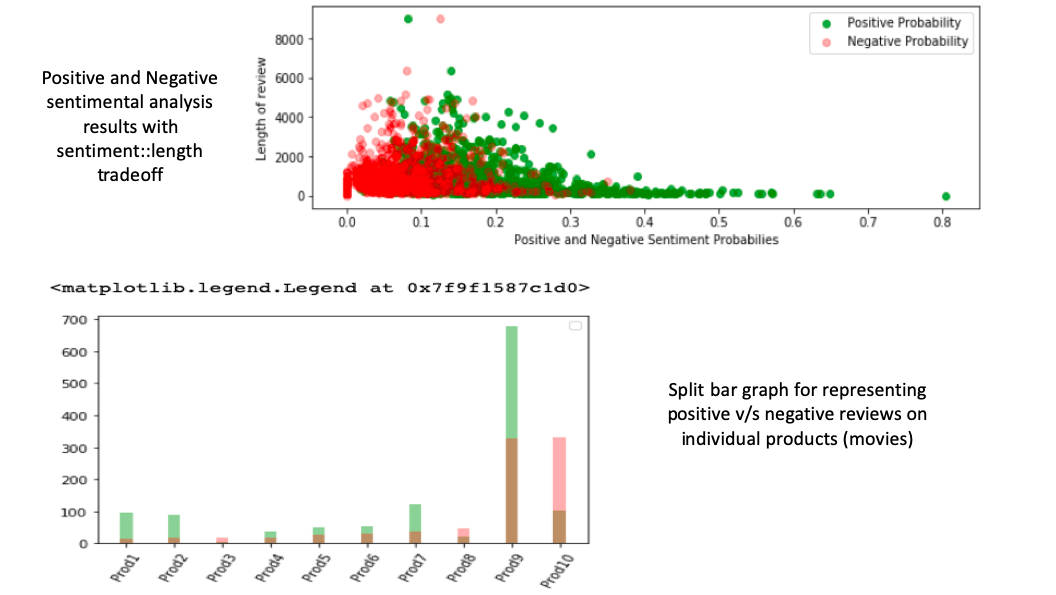 Positive and Negative
sentimental analysis
results with
sentiment::length
tradeoff
Length of review
8000
6000
4000
2000
0
Positive Probability
Negative Probability
0.0 0.1 0.2 0.3 0.4 0.5 0.6 0.7 0.8
Positive and Negative Sentiment Probabilies
<matplotlib.legend.Legend at 0x7f9f1587c1d0>
700
600
500
400
300
200
100
0
Prod1 Prod2 Prod3 Prod4 Prod5 Prod6 Prod7 Prod8 Prod9 Prod10
Split bar graph for representing
positive v/s negative reviews on
individual products (movies)